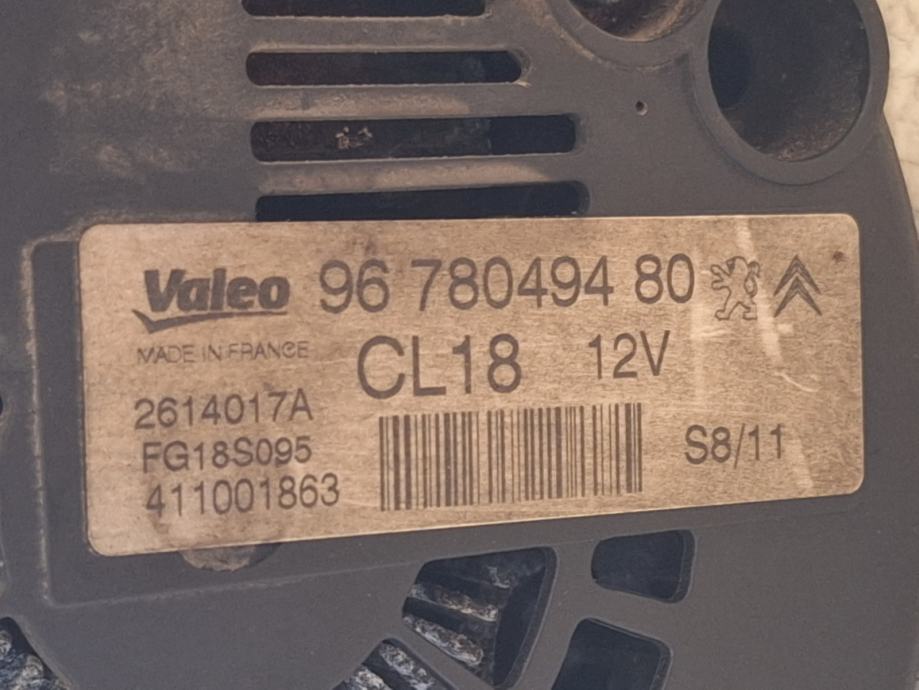 Valeo 96 780494 80
MADE IN FRANCE
CL18 12V
2614017A
FG18S095
411001863
S8/11